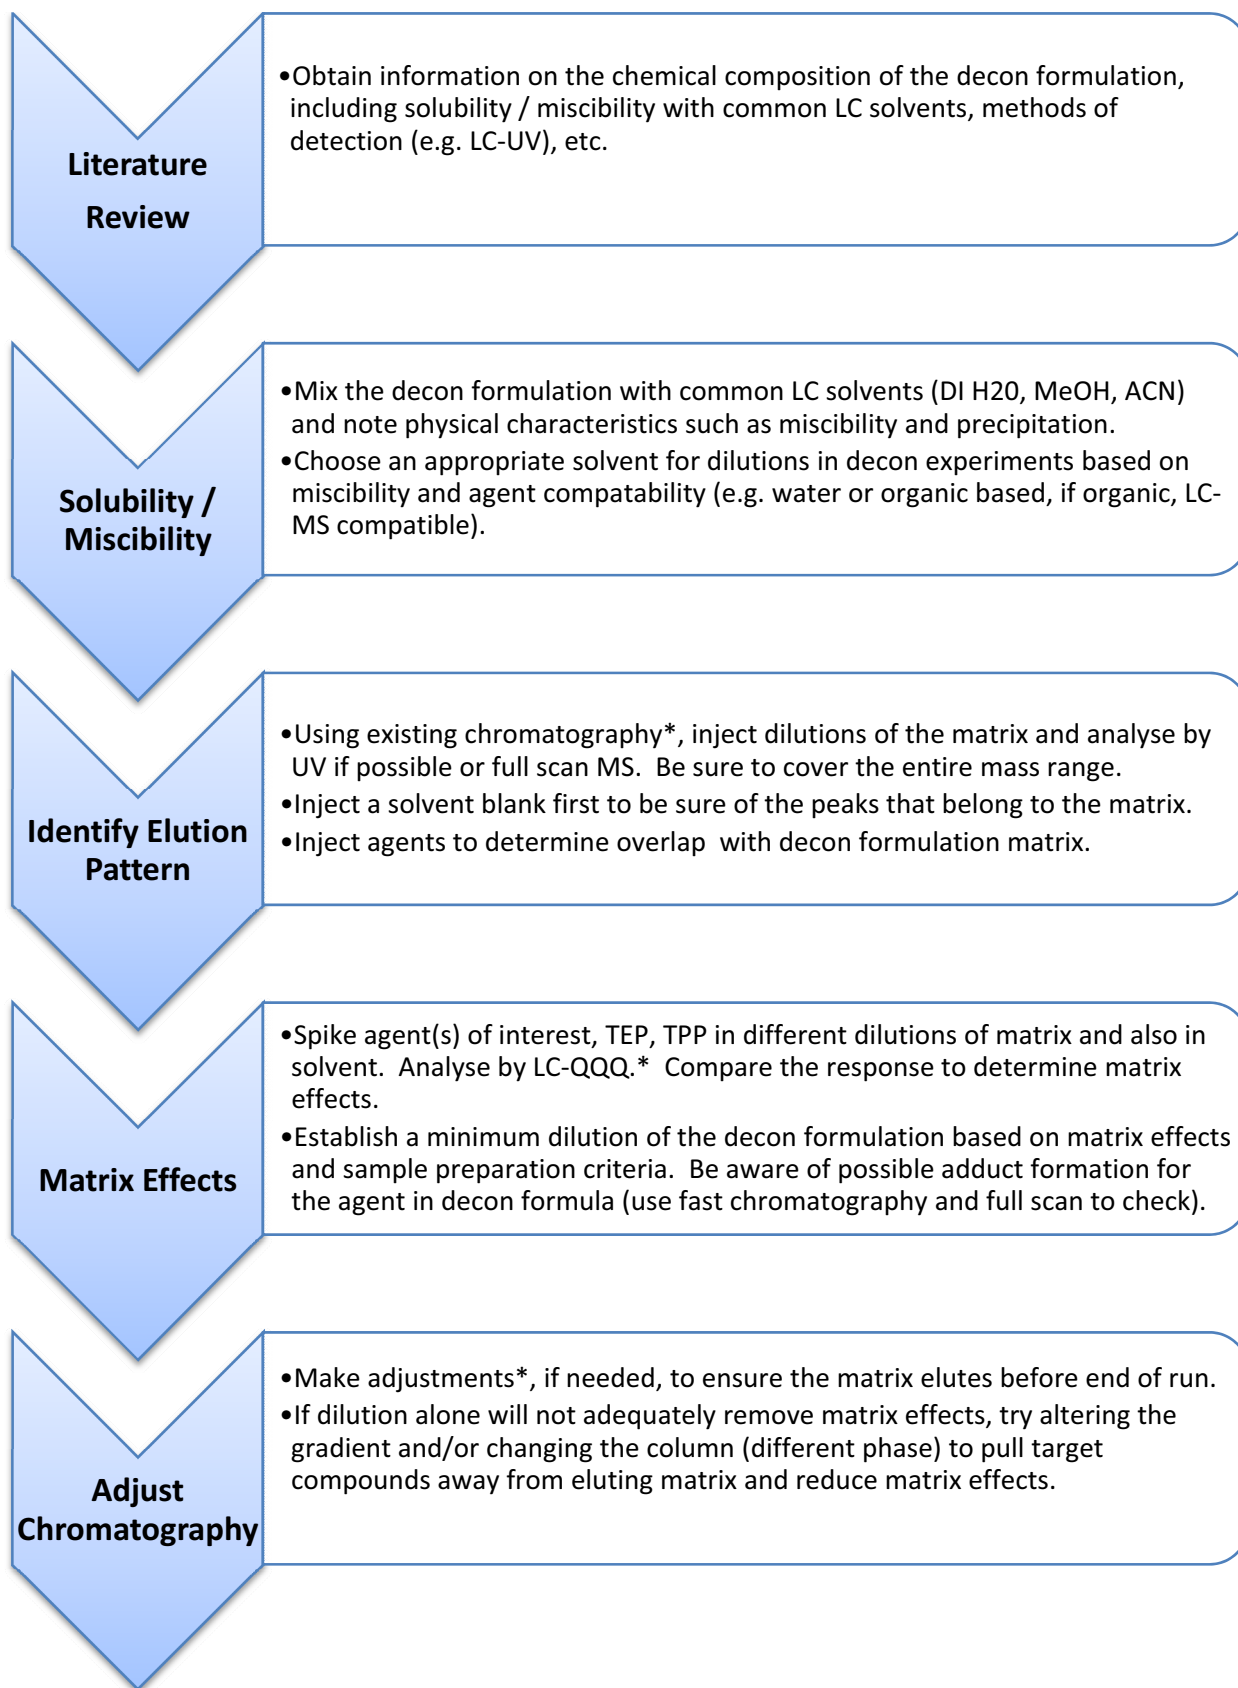 Literature
Review
•Obtain information on the chemical composition of the decon formulation,
including solubility / miscibility with common LC solvents, methods of
detection (e.g. LC-UV), etc.
Solubility /
Miscibility
•Mix the decon formulation with common LC solvents (DI H20, MeOH, ACN)
and note physical characteristics such as miscibility and precipitation.
•Choose an appropriate solvent for dilutions in decon experiments based on
miscibility and agent compatability (e.g. water or organic based, if organic, LC-
MS compatible).
Identify Elution
Pattern
•Using existing chromatography*, inject dilutions of the matrix and analyse by
UV if possible or full scan MS.  Be sure to cover the entire mass range.
•Inject a solvent blank first to be sure of the peaks that belong to the matrix.
•Inject agents to determine overlap  with decon formulation matrix.
Matrix Effects
•Spike agent(s) of interest, TEP, TPP in different dilutions of matrix and also in
solvent.  Analyse by LC-QQQ.*  Compare the response to determine matrix
effects.
•Establish a minimum dilution of the decon formulation based on matrix effects
and sample preparation criteria.  Be aware of possible adduct formation for
the agent in decon formula (use fast chromatography and full scan to check).
Adjust
Chromatography
•Make adjustments*, if needed, to ensure the matrix elutes before end of run.
•If dilution alone will not adequately remove matrix effects, try altering the
gradient and/or changing the column (different phase) to pull target
compounds away from eluting matrix and reduce matrix effects.